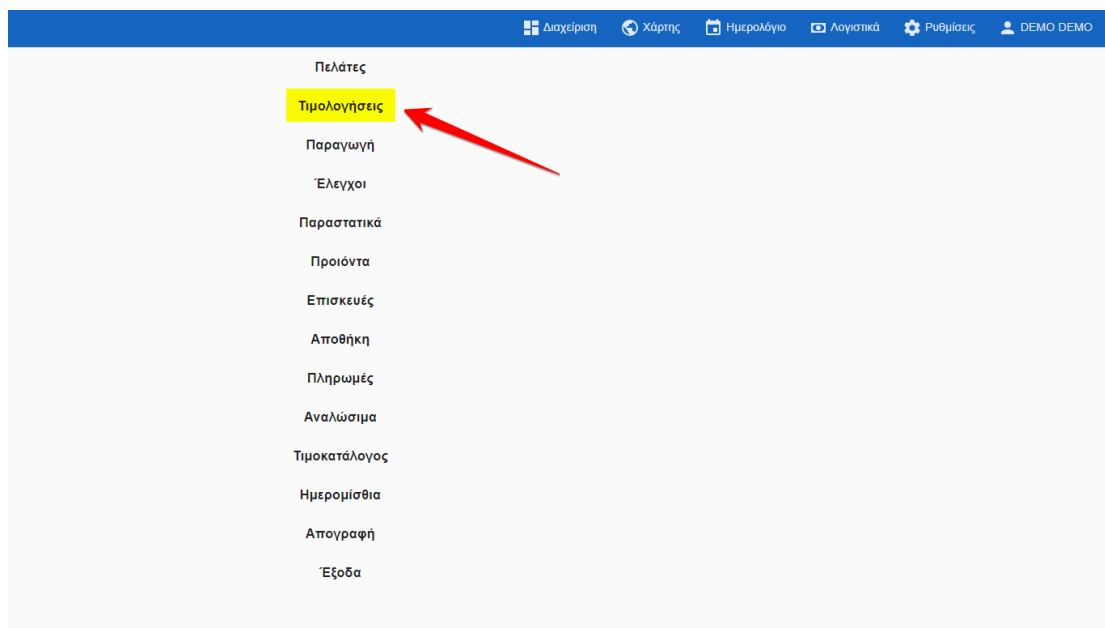 Διαχείριση Χάρτης Ημερολόγιο Λογιστικά Ρυθμίσεις DEMO DEMO
Πελάτες
Τιμολογήσεις
Παραγωγή
Έλεγχοι
Παραστατικά
Προιόντα
Επισκευές
Αποθήκη
Πληρωμές
Αναλώσιμα
Τιμοκατάλογος
Ημερομίσθια
Απογραφή
Έξοδα